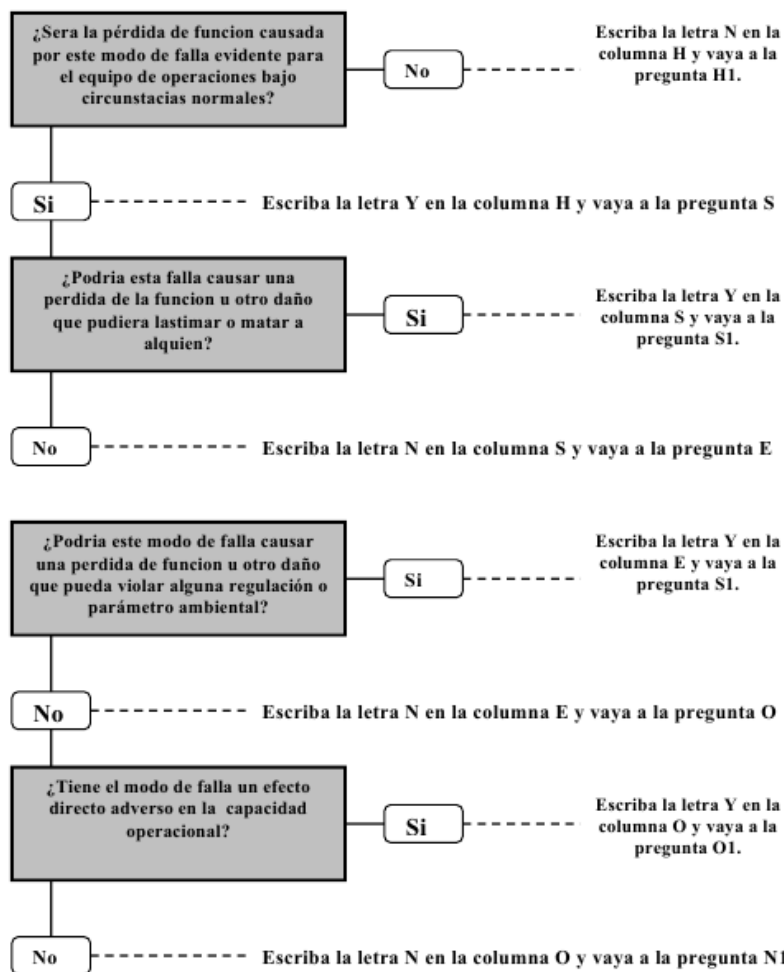 ¿Sera la pérdida de funcion causada
por este modo de falla evidente para
el equipo de operaciones bajo
circunstacias normales?
No
Escriba la letra N en la
columna H y vaya a la
pregunta H1.
Si
Escriba la letra Y en la columna H y vaya a la pregunta S
¿Podria esta falla causar una
perdida de la funcion u otro daño
que pudiera lastimar o matar a
alquien?
Si
Escriba la letra Y en la
columna S y vaya a la
pregunta S1.
No
Escriba la letra N en la columna S y vaya a la pregunta E
¿Podria este modo de falla causar
una perdida de funcion u otro daño
que pueda violar alguna regulación o
parámetro ambiental?
Si
Escriba la letra Y en la
columna E y vaya a la
pregunta S1.
No
Escriba la letra N en la columna E y vaya a la pregunta O
¿Tiene el modo de falla un efecto
directo adverso en la capacidad
operacional?
Si
Escriba la letra Y en la
columna O y vaya a la
pregunta O1.
No
Escriba la letra N en la columna O y vaya a la pregunta N1